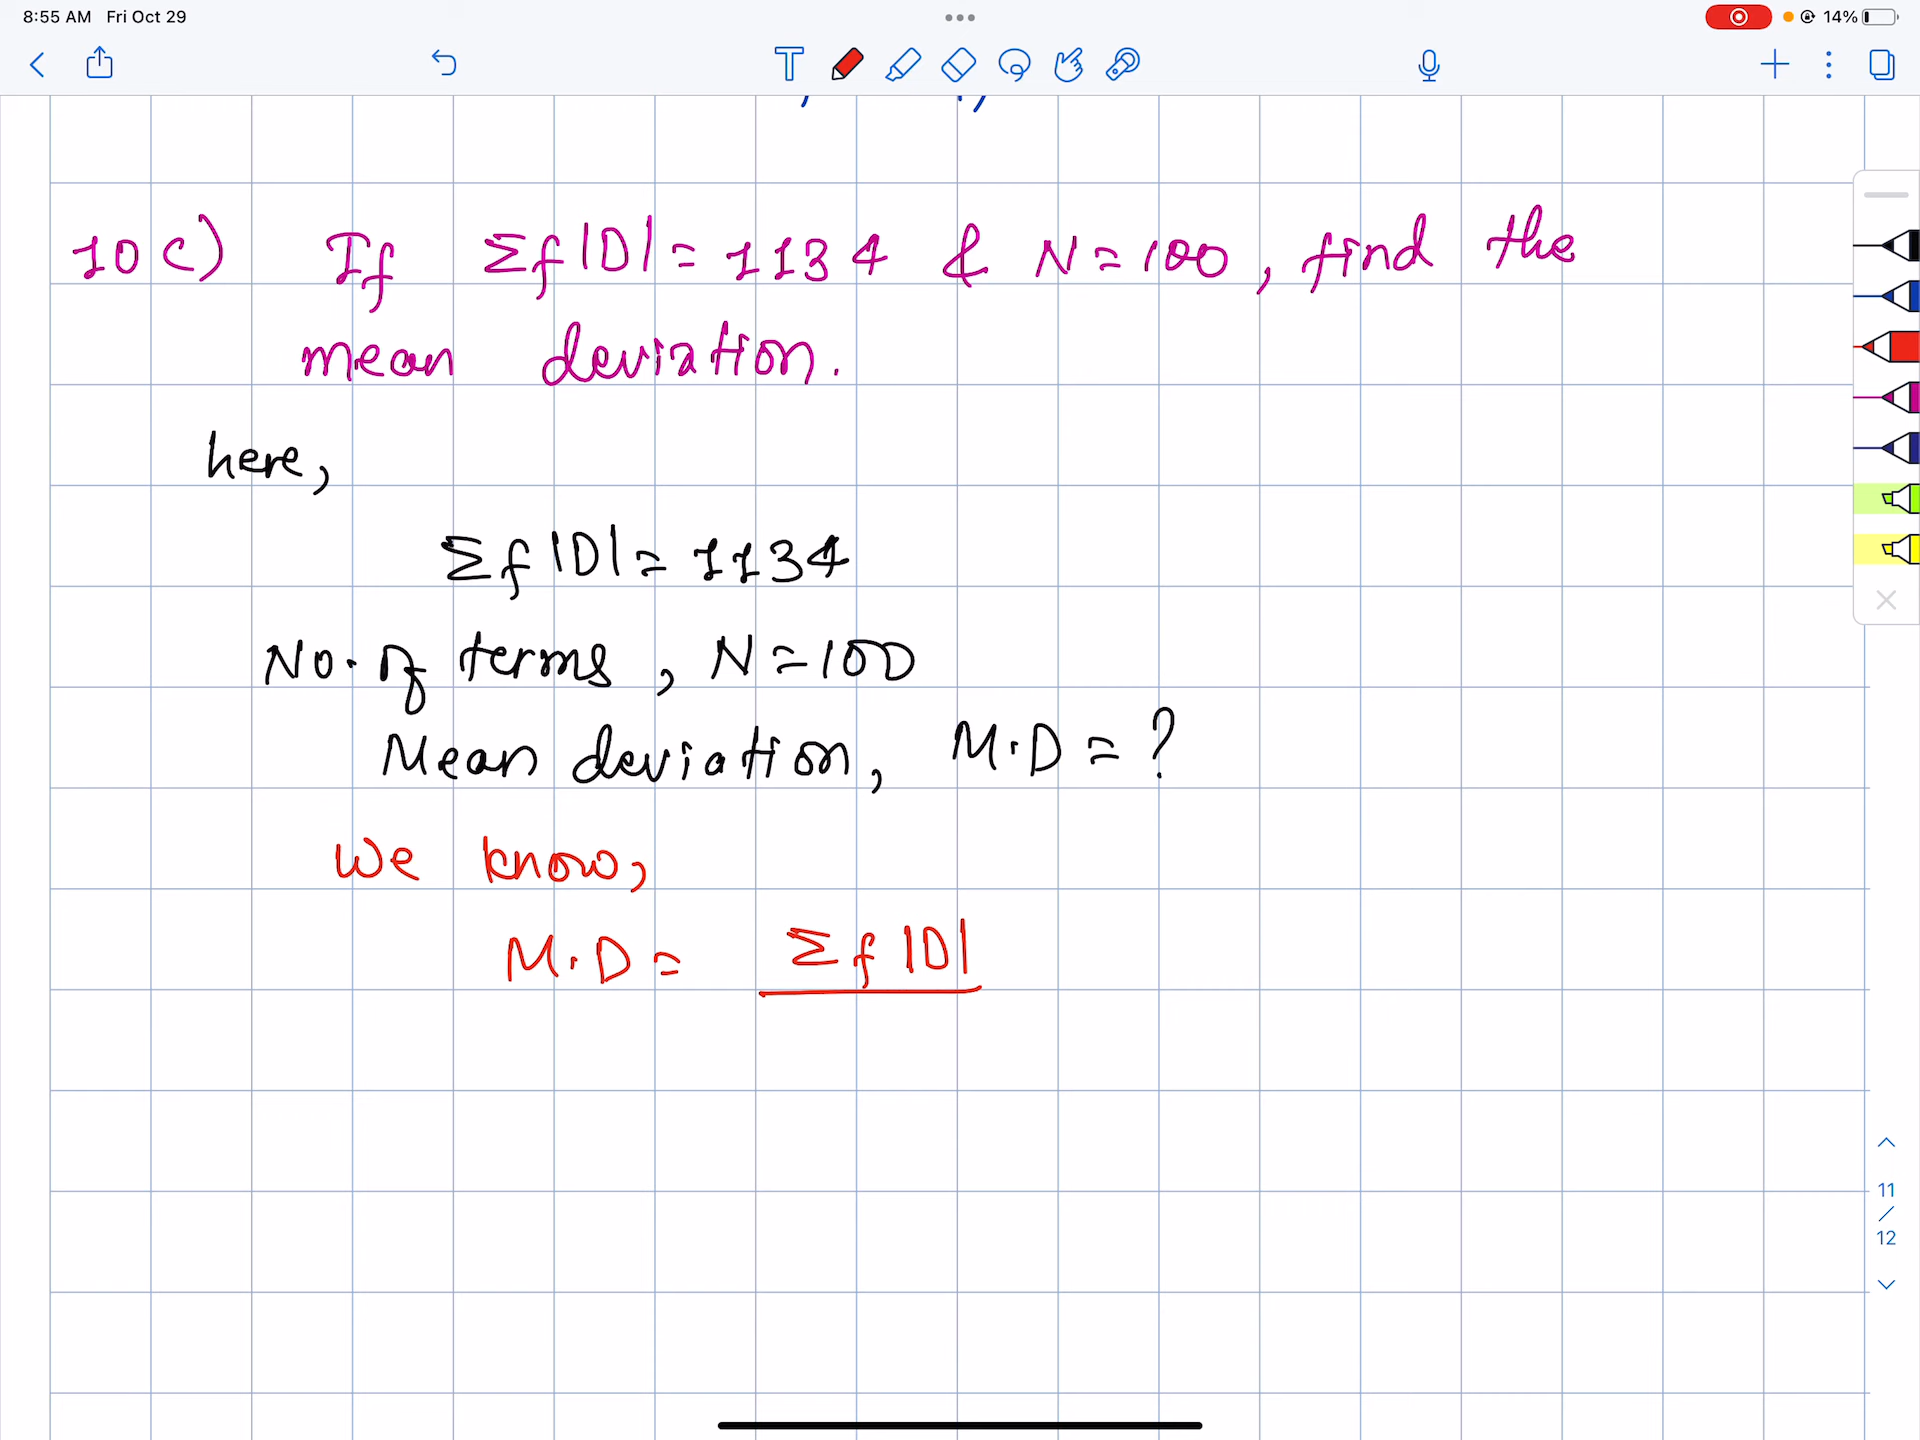 8:55 AM Fri Oct 29
14%
10 c) If Σf|D| = 1134 & N = 100, find the
mean deviation.
here,
Σf|D| = 1134
No. of terms, N = 100
Mean deviation, M.D = ?
We know,
M.D = Σf|D|
11
/
12